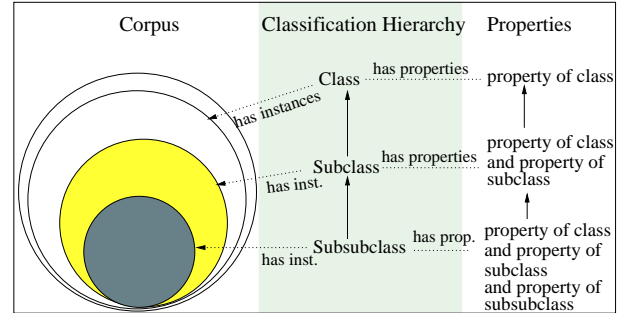 Corpus
Classification Hierarchy
Properties
Class
has properties
property of class
has instances
Subclass
has properties
property of class
and property of
subclass
has inst.
Subsubclass
has prop.
property of class
and property of
subclass
and property of
subsubclass
has inst.